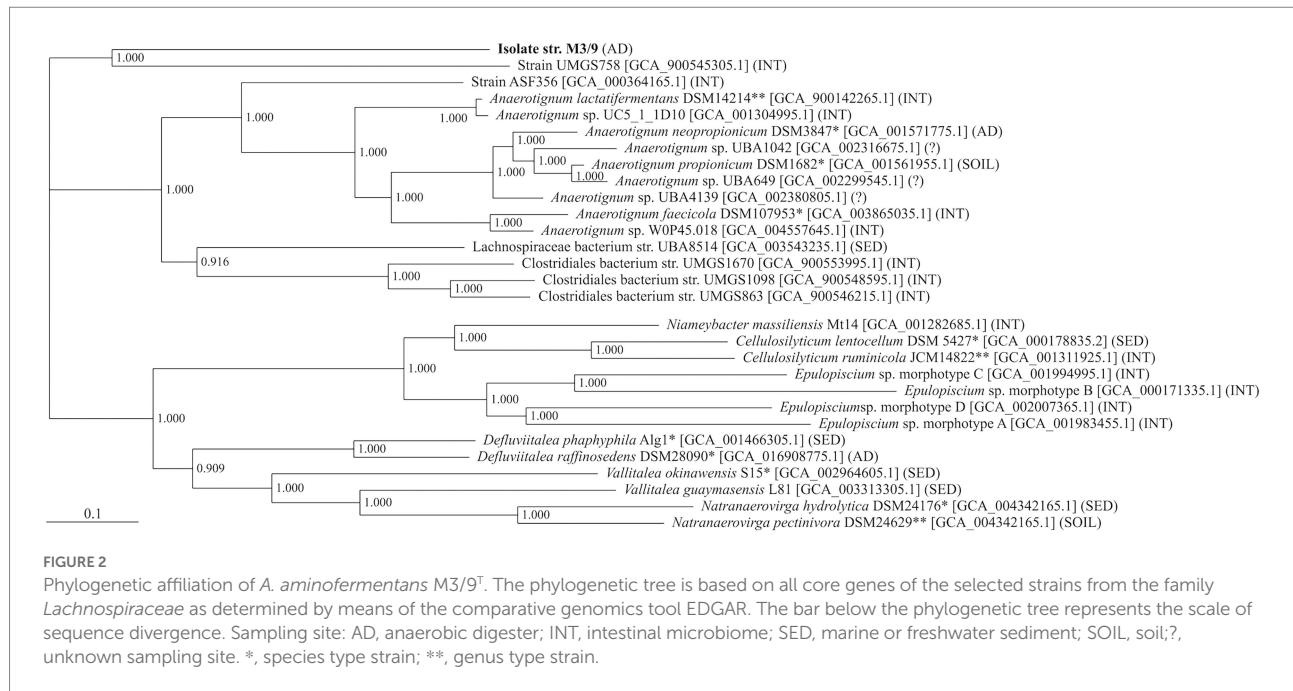 Isolate str. M3/9 (AD)
1.000
Strain UMGS758 [GCA_900545305.1] (INT)
Strain ASF356 [GCA_000364165.1] (INT)
Anaerotignum lactatifermentans DSM14214** [GCA_900142265.1] (INT)
1.000
1.000
Anaerotignum sp. UC5_1_1D10 [GCA_001304995.1] (INT)
Anaerotignum neopropionicum DSM3847* [GCA_001571775.1] (AD)
1.000
Anaerotignum sp. UBA1042 [GCA_002316675.1] (?)
1.000
1.000
Anaerotignum propionicum DSM1682* [GCA_001561955.1] (SOIL)
1.000
1.000
Anaerotignum sp. UBA649 [GCA_002299545.1] (?)
1.000
1.000
Anaerotignum sp. UBA4139 [GCA_002380805.1] (?)
Anaerotignum faecicola DSM107953* [GCA_003865035.1] (INT)
1.000
Anaerotignum sp. W0P45.018 [GCA_004557645.1] (INT)
Lachnospiraceae bacterium str. UBA8514 [GCA_003543235.1] (SED)
0.916
Clostridiales bacterium str. UMGS1670 [GCA_900553995.1] (INT)
1.000
Clostridiales bacterium str. UMGS1098 [GCA_900548595.1] (INT)
1.000
Clostridiales bacterium str. UMGS863 [GCA_900546215.1] (INT)
Niameybacter massiliensis Mt14 [GCA_001282685.1] (INT)
1.000
Cellulosilyticum lentocellum DSM 5427* [GCA_000178835.2] (SED)
1.000
Cellulosilyticum ruminicola JCM14822** [GCA_001311925.1] (INT)
1.000
Epulopiscium sp. morphotype C [GCA_001994995.1] (INT)
1.000
Epulopiscium sp. morphotype B [GCA_000171335.1] (INT)
1.000
Epulopisciumsp. morphotype D [GCA_002007365.1] (INT)
1.000
1.000
Epulopiscium sp. morphotype A [GCA_001983455.1] (INT)
Defluviitalea phaphyphila Alg1* [GCA_001466305.1] (SED)
1.000
Defluviitalea raffinosedens DSM28090* [GCA_016908775.1] (AD)
0.909
Vallitalea okinawensis S15* [GCA_002964605.1] (SED)
1.000
Vallitalea guaymasensis L81 [GCA_003313305.1] (SED)
1.000
Natranaerovirga hydrolytica DSM24176* [GCA_004342165.1] (SED)
1.000
0.1
Natranaerovirga pectinivora DSM24629** [GCA_004342165.1] (SOIL)
FIGURE 2
Phylogenetic affiliation of A. aminofermentans M3/9ᵀ. The phylogenetic tree is based on all core genes of the selected strains from the family
Lachnospiraceae as determined by means of the comparative genomics tool EDGAR. The bar below the phylogenetic tree represents the scale of
sequence divergence. Sampling site: AD, anaerobic digester; INT, intestinal microbiome; SED, marine or freshwater sediment; SOIL, soil;?,
unknown sampling site. *, species type strain; **, genus type strain.